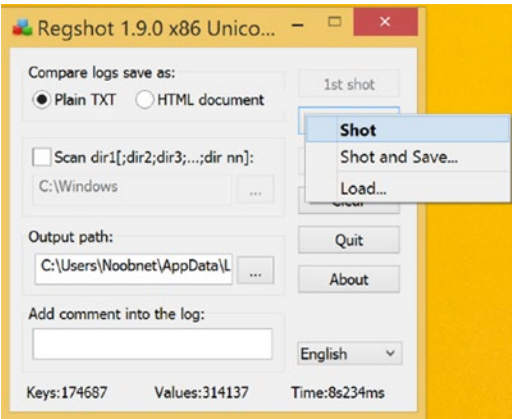 Regshot 1.9.0 x86 Unico...
Compare logs save as:
Plain TXT
HTML document
1st shot
Shot
Shot and Save...
Load...
Scan dir1[;dir2;dir3;...;dir nn]:
C:\Windows
...
Clear
Output path:
C:\Users\Noobnet\AppData\L
...
Quit
About
Add comment into the log:
English
Keys:174687
Values:314137
Time:8s234ms